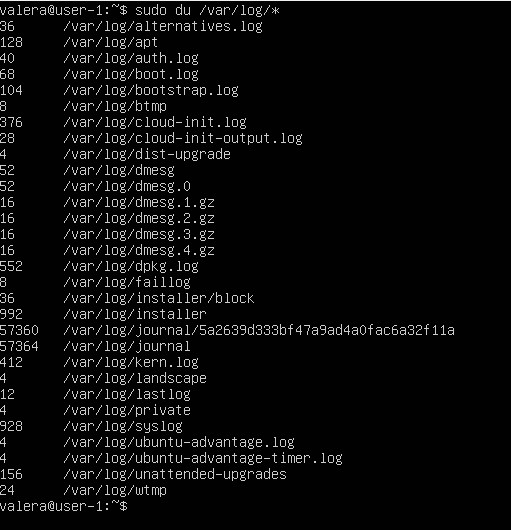 valera@user-1:~$ sudo du /var/log/*
36 /var/log/alternatives.log
128 /var/log/apt
40 /var/log/auth.log
68 /var/log/boot.log
104 /var/log/bootstrap.log
8 /var/log/btmp
376 /var/log/cloud-init.log
28 /var/log/cloud-init-output.log
4 /var/log/dist-upgrade
52 /var/log/dmesg
52 /var/log/dmesg.0
16 /var/log/dmesg.1.gz
16 /var/log/dmesg.2.gz
16 /var/log/dmesg.3.gz
16 /var/log/dmesg.4.gz
552 /var/log/dpkg.log
8 /var/log/faillog
36 /var/log/installer/block
992 /var/log/installer
57360 /var/log/journal/5a2639d333bf47a9ad4a0fac6a32f11a
57364 /var/log/journal
412 /var/log/kern.log
4 /var/log/landscape
12 /var/log/lastlog
4 /var/log/private
928 /var/log/syslog
4 /var/log/ubuntu-advantage.log
4 /var/log/ubuntu-advantage-timer.log
156 /var/log/unattended-upgrades
24 /var/log/wtmp
valera@user-1:~$